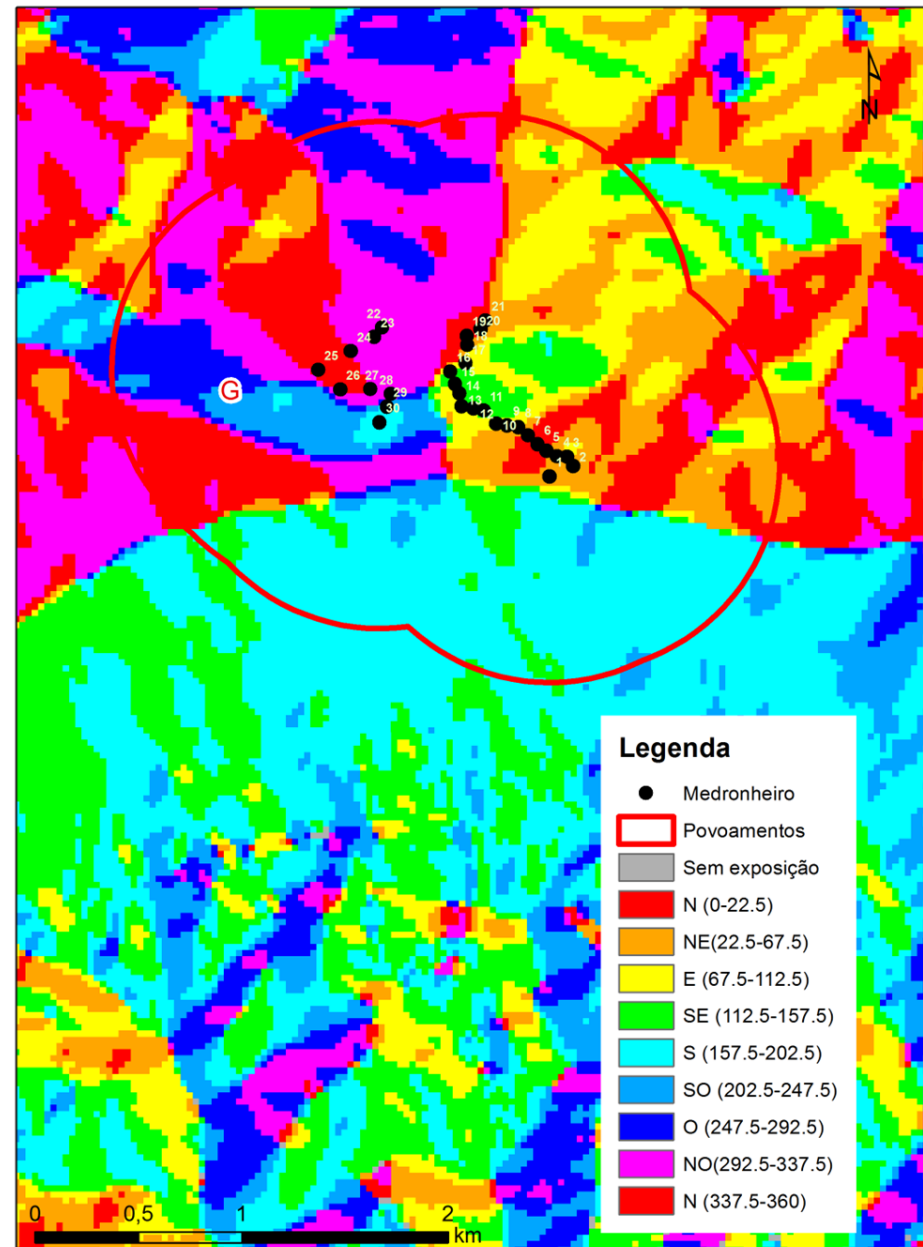 N
21
22
1920
23
18
24
17
25
16
15
G
26
27
28
14
29
11
13
30
9
8
12
10
7
6
5
4
3
1
2
Legenda
Medronheiro
Povoamentos
Sem exposição
N (0-22.5)
NE(22.5-67.5)
E (67.5-112.5)
SE (112.5-157.5)
S (157.5-202.5)
SO (202.5-247.5)
O (247.5-292.5)
NO(292.5-337.5)
N (337.5-360)
0 0,5 1 2
km